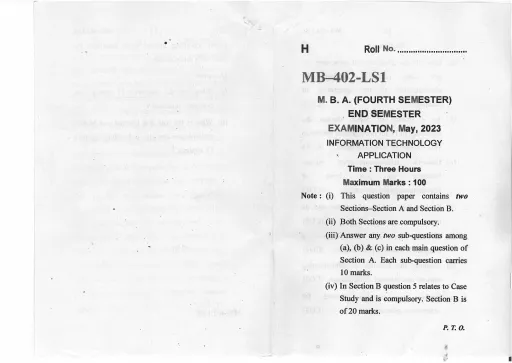 H Roll No. ..............................
MB–402–LS1
M. B. A. (FOURTH SEMESTER)
END SEMESTER
EXAMINATION, May, 2023
INFORMATION TECHNOLOGY
APPLICATION
Time : Three Hours
Maximum Marks : 100
Note : (i) This question paper contains two
Sections–Section A and Section B.
(ii) Both Sections are compulsory.
(iii) Answer any two sub-questions among
(a), (b) & (c) in each main question of
Section A. Each sub-question carries
10 marks.
(iv) In Section B question 5 relates to Case
Study and is compulsory. Section B is
of 20 marks.
P. T. O.